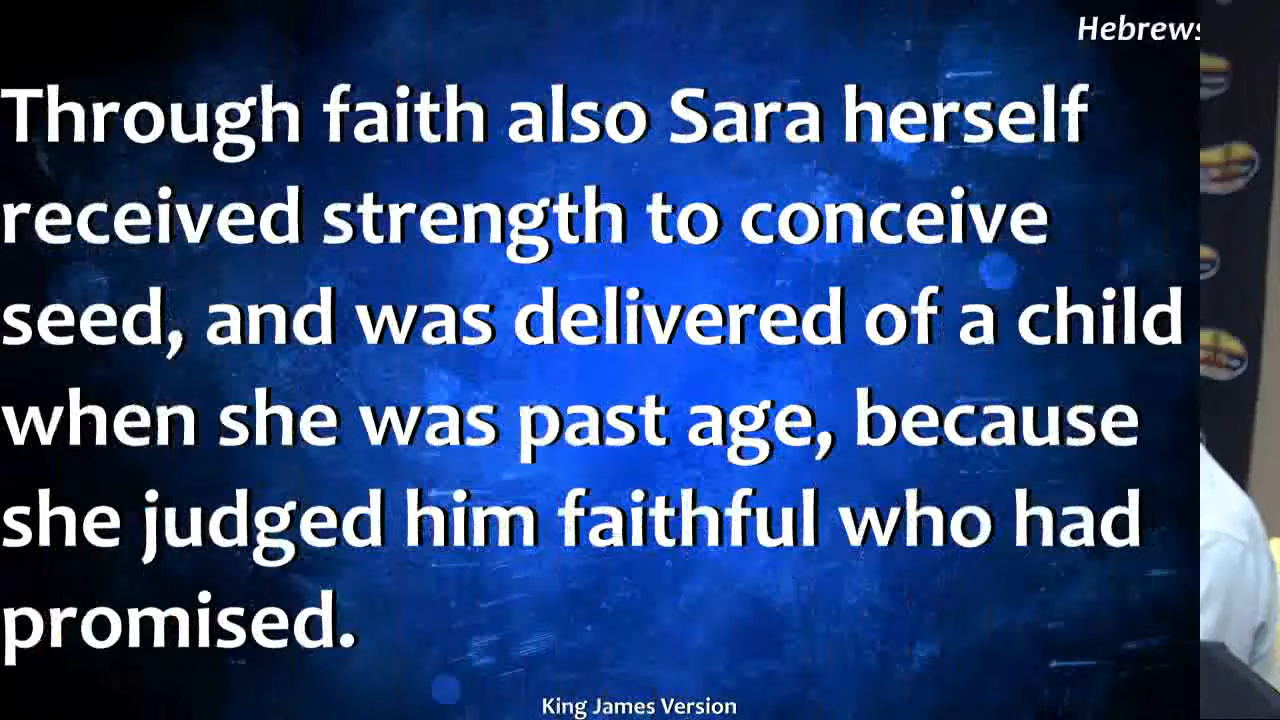 Hebrews
Through faith also Sara herself
received strength to conceive
seed, and was delivered of a child
when she was past age, because
she judged him faithful who had
promised.
King James Version